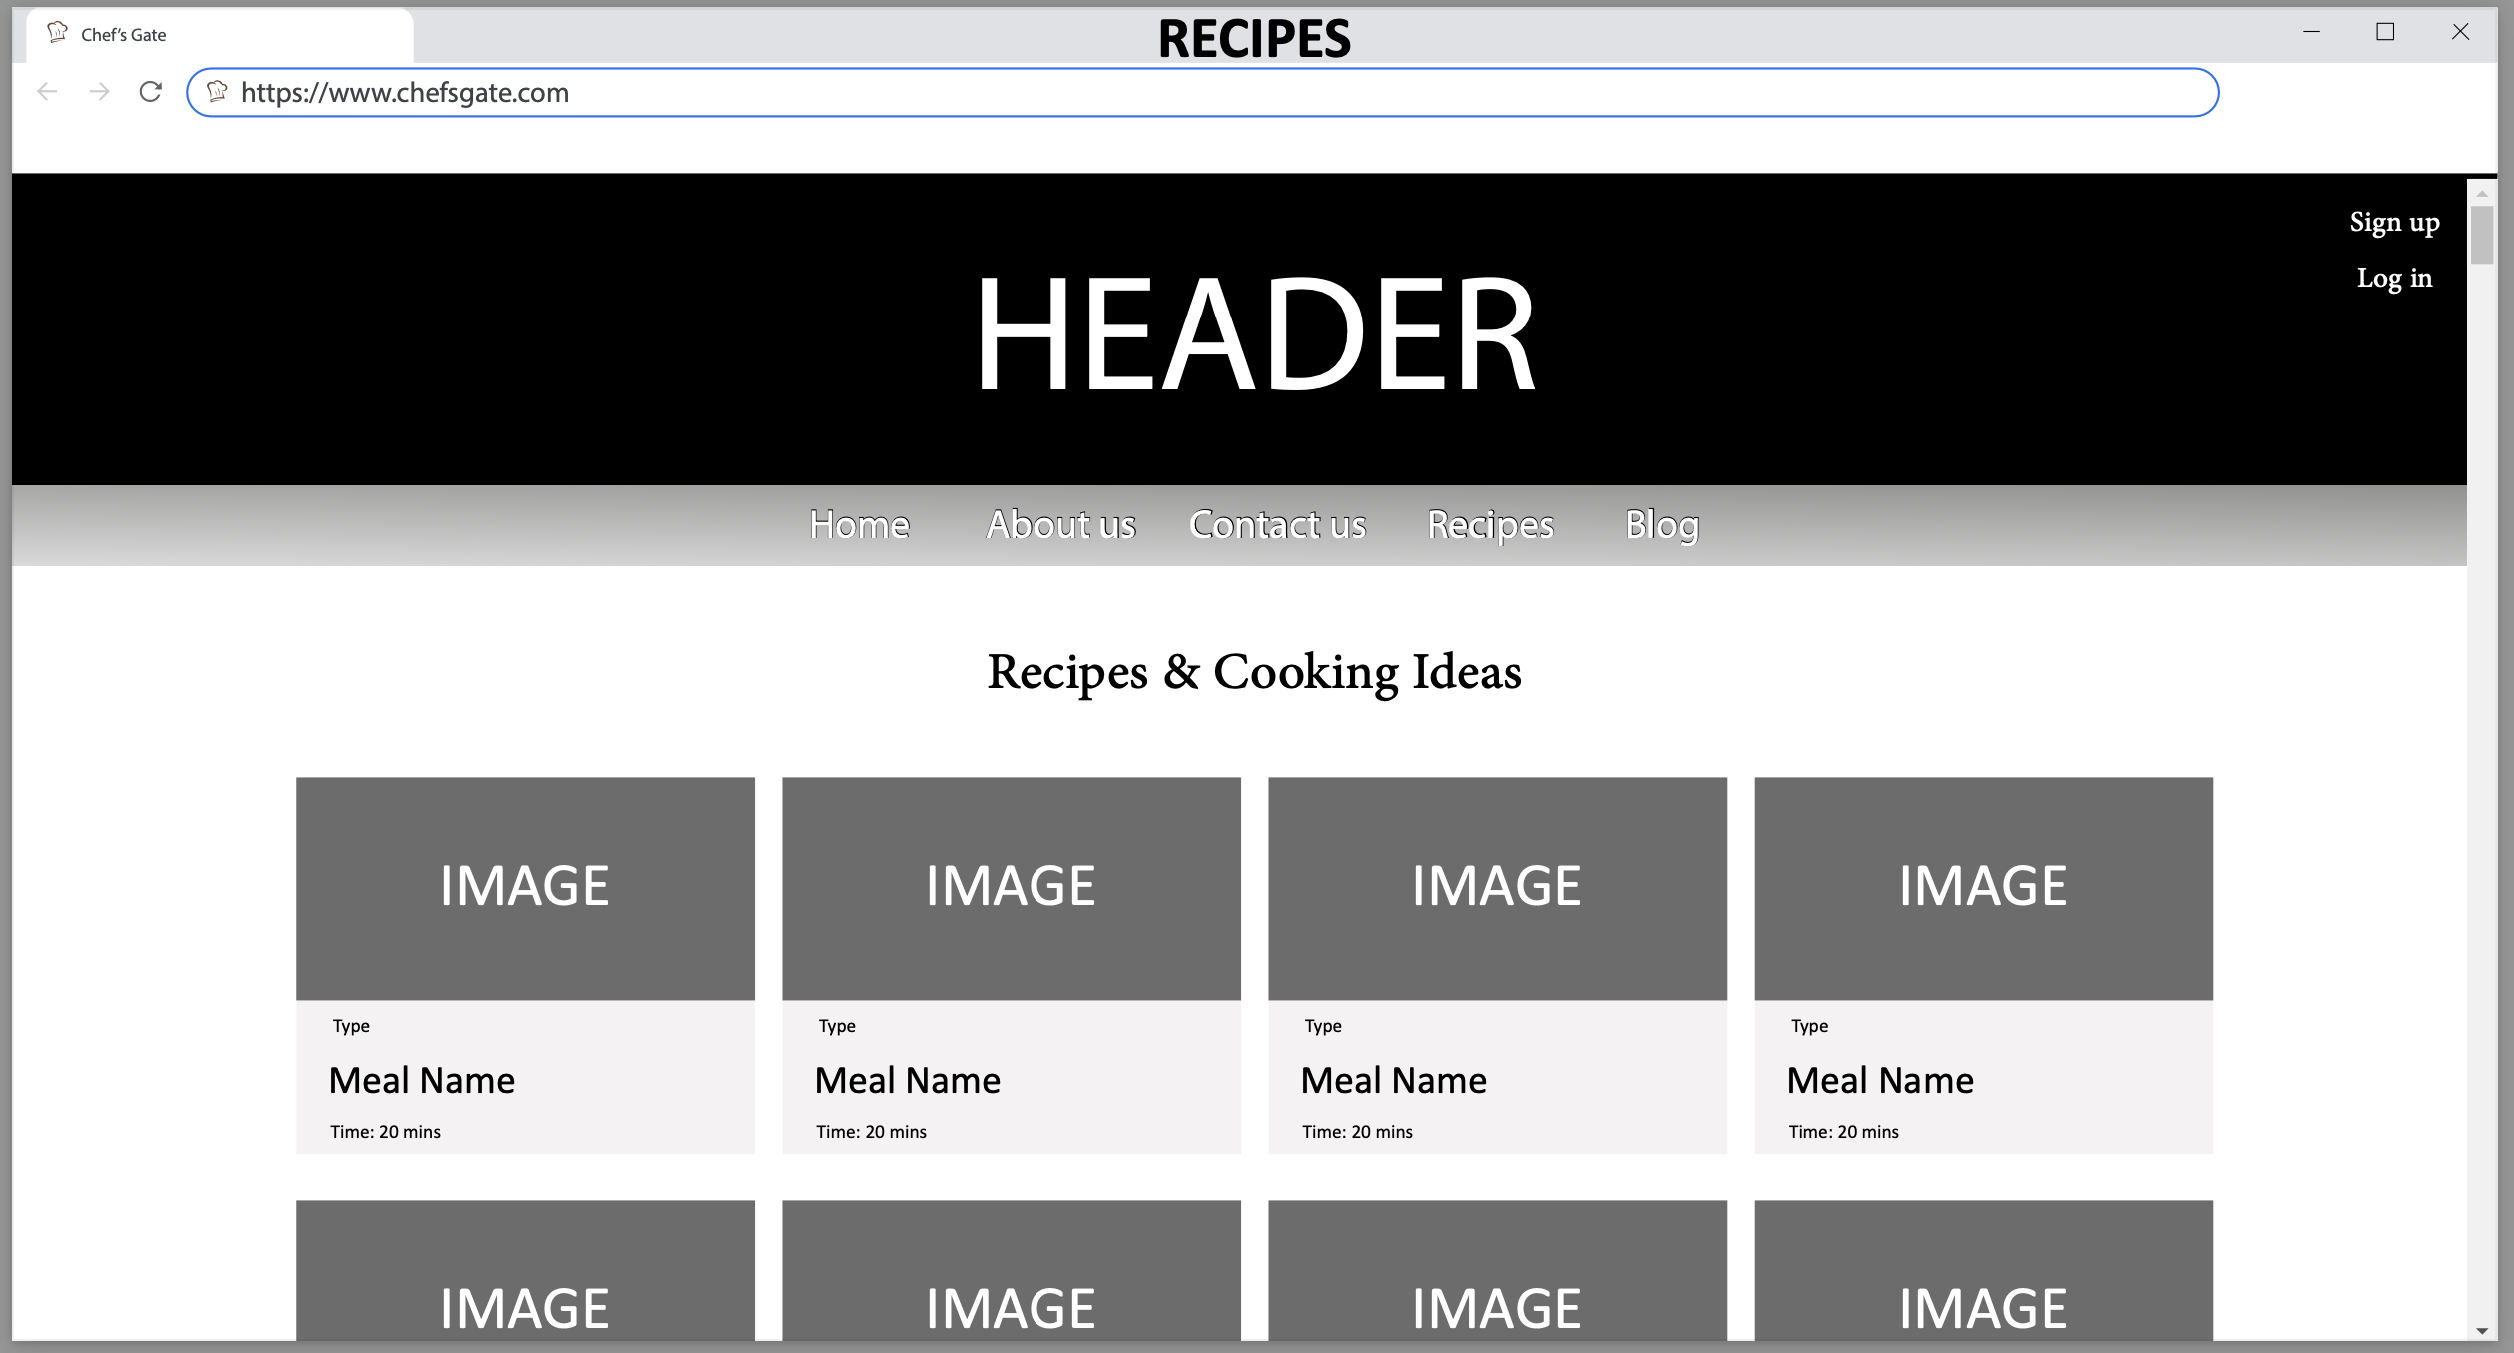 Chef's Gate
RECIPES
https://www.chefsgate.com
Sign up
Log in
HEADER
Home About us Contact us Recipes Blog
Recipes & Cooking Ideas
IMAGE IMAGE IMAGE IMAGE
Type Type Type Type
Meal Name Meal Name Meal Name Meal Name
Time: 20 mins Time: 20 mins Time: 20 mins Time: 20 mins
IMAGE IMAGE IMAGE IMAGE